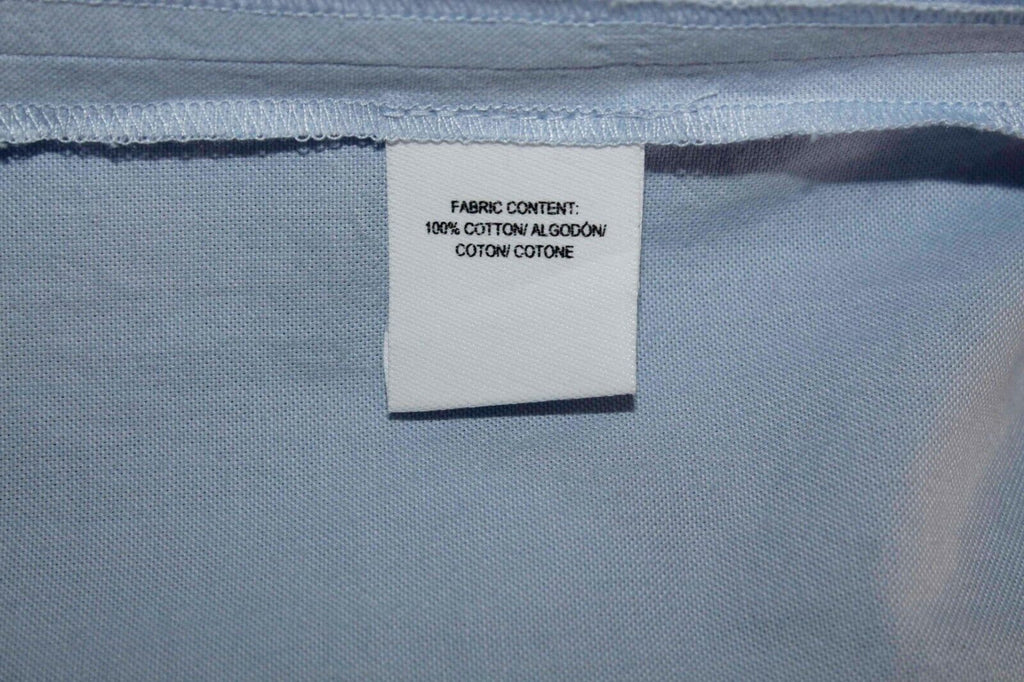 FABRIC CONTENT:
100% COTTON/ ALGODÓN/
COTON/ COTONE